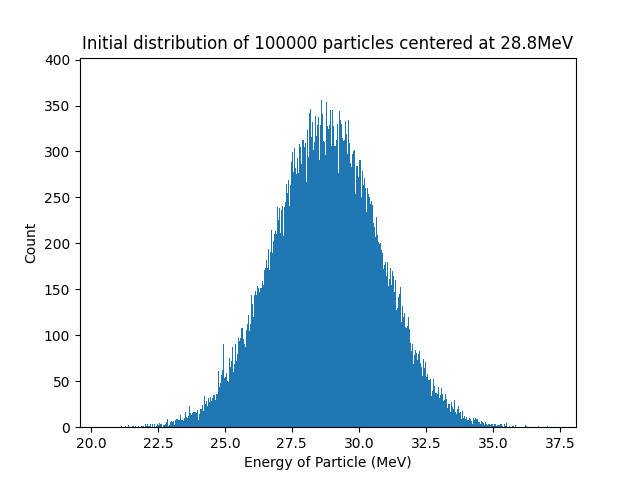 Initial distribution of 100000 particles centered at 28.8MeV
400
350
300
250
200
150
100
50
0
Count
20.0 22.5 25.0 27.5 30.0 32.5 35.0 37.5
Energy of Particle (MeV)